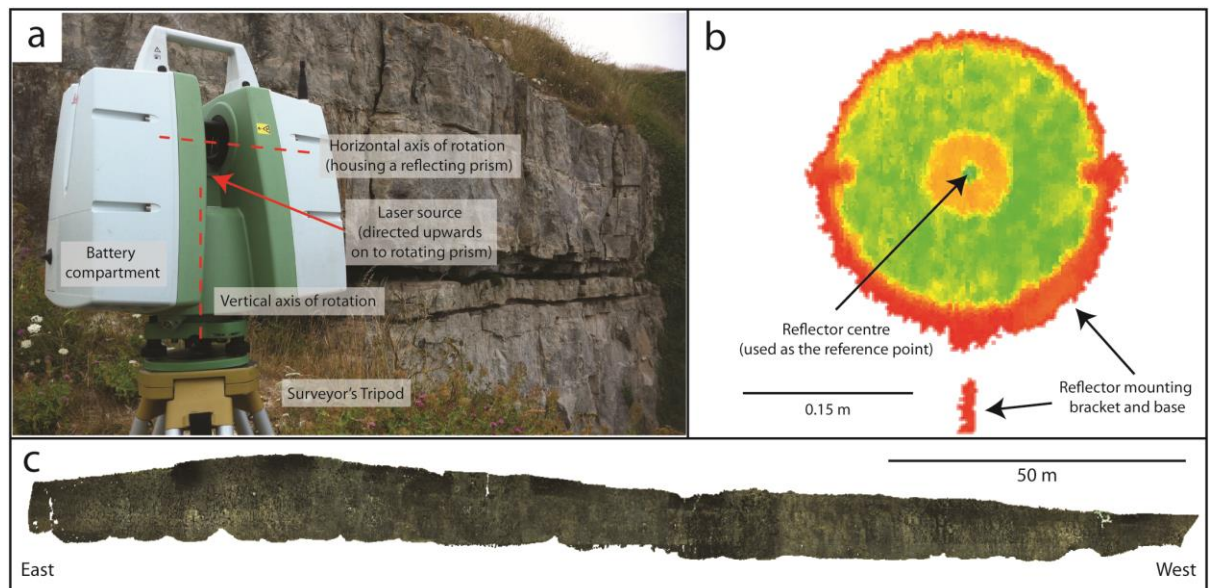 a
Horizontal axis of rotation
(housing a reflecting prism)
Laser source
(directed upwards
on to rotating prism)
Battery
compartment
Vertical axis of rotation
Surveyor's Tripod
b
Reflector centre
(used as the reference point)
0.15 m
Reflector mounting
bracket and base
c
50 m
East
West